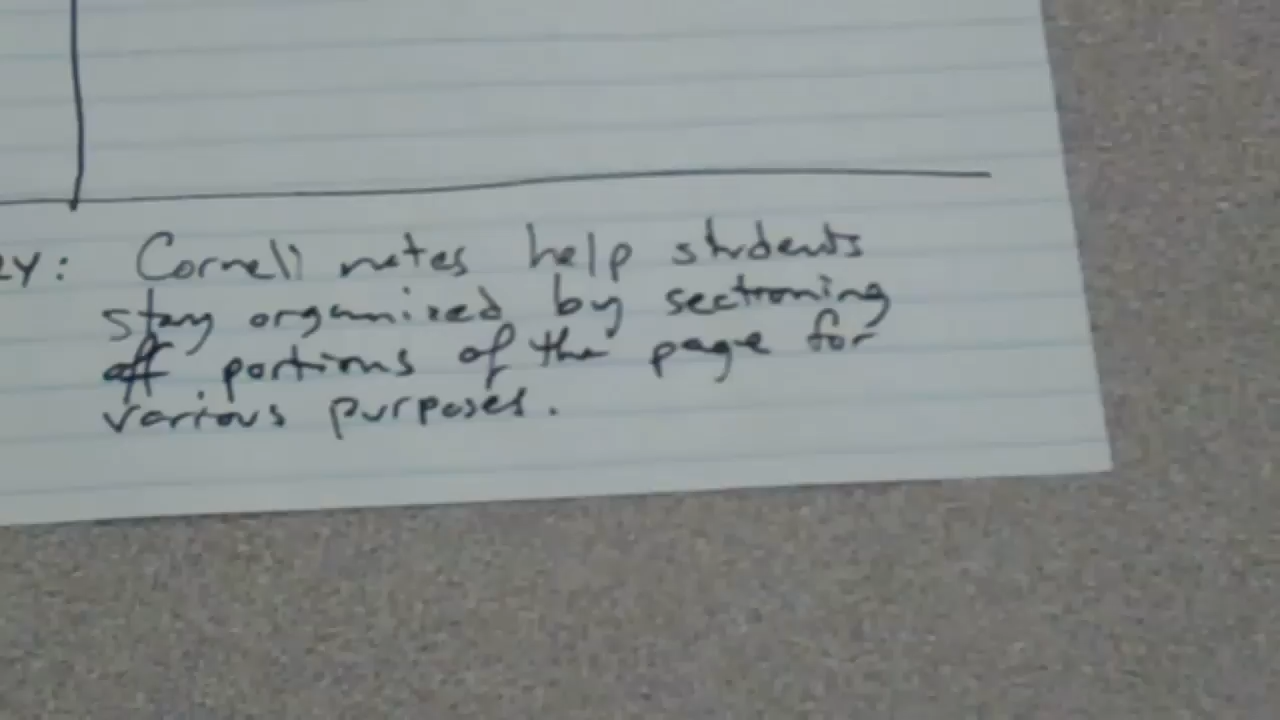 RY: Cornell notes help students
stay organized by sectioning
off portions of the page for
various purposes.